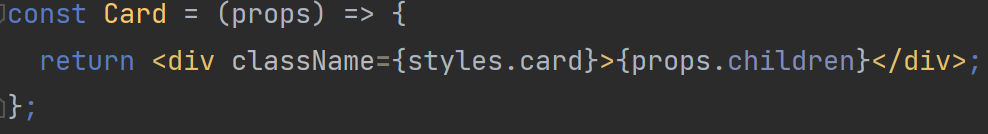 const Card = (props) => {
  return <div className={styles.card}>{props.children}</div>;
};